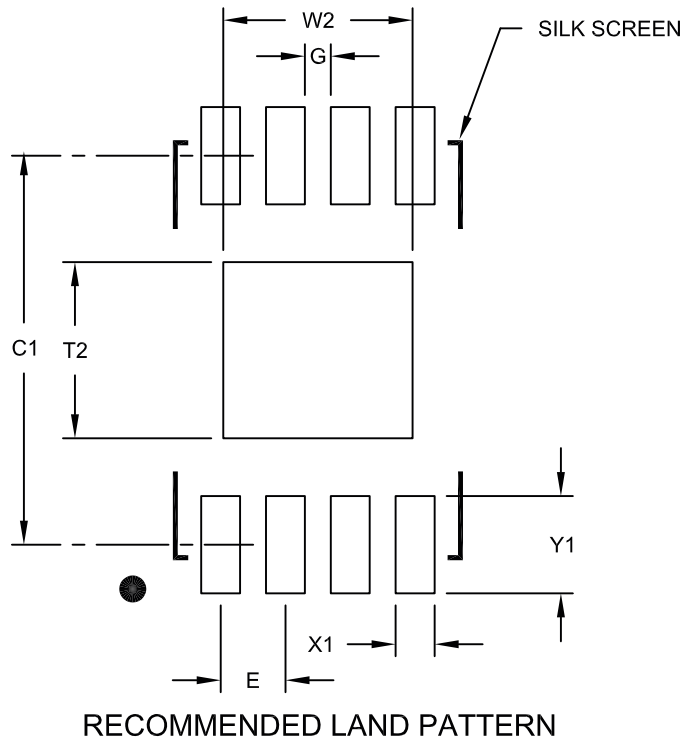 W2
SILK SCREEN
G
C1
T2
Y1
X1
E
RECOMMENDED LAND PATTERN